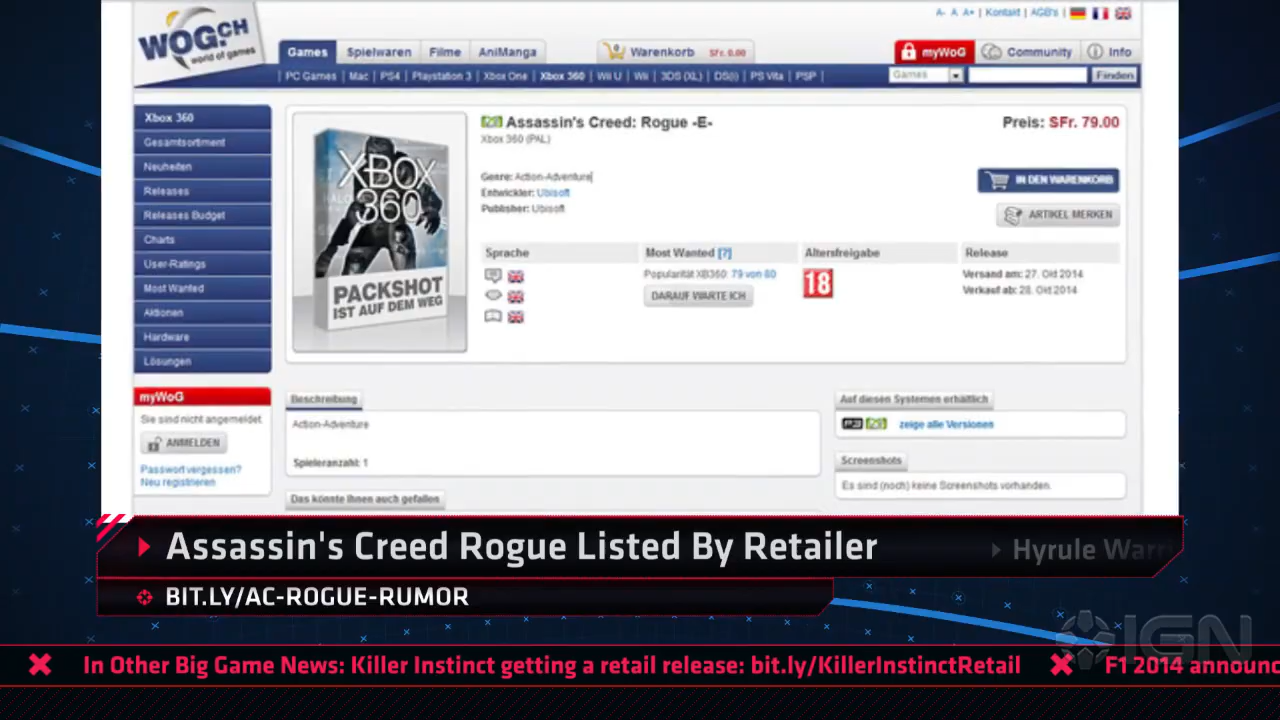 WOG.CH
world of games
A- A A+ | Kontakt | AGB's |
Games Spielwaren Filme AniManga Warenkorb SFr. 0.00 myWoG Community Info
| PC Games | Mac | PS4 | Playstation 3 | Xbox One | Xbox 360 | Wii U | Wii | 3DS (XL) | DS(i) | PS Vita | PSP |
Games Finden
Xbox 360
Gesamtsortiment
Neuheiten
Releases
Releases Budget
Charts
User-Ratings
Most Wanted
Aktionen
Hardware
Lösungen
myWoG
Sie sind nicht angemeldet.
ANMELDEN
Passwort vergessen?
Neu registrieren
XBOX
360
PACKSHOT
IST AUF DEM WEG
Assassin's Creed: Rogue -E-
Xbox 360 (PAL)
Genre: Action-Adventure
Entwickler: Ubisoft
Publisher: Ubisoft
Preis: SFr. 79.00
IN DEN WARENKORB
ARTIKEL MERKEN
Sprache
Most Wanted [?]
Popularität XB360: 79 von 80
DARAUF WARTE ICH
Altersfreigabe
18
Release
Versand am: 27. Okt 2014
Verkauf ab: 28. Okt 2014
Beschreibung
Action-Adventure
Spieleranzahl: 1
Das könnte Ihnen auch gefallen
Auf diesen Systemen erhältlich
zeige alle Versionen
Screenshots
Es sind (noch) keine Screenshots vorhanden.
Assassin's Creed Rogue Listed By Retailer
Hyrule Warr
BIT.LY/AC-ROGUE-RUMOR
IGN
In Other Big Game News: Killer Instinct getting a retail release: bit.ly/KillerInstinctRetail
F1 2014 announc